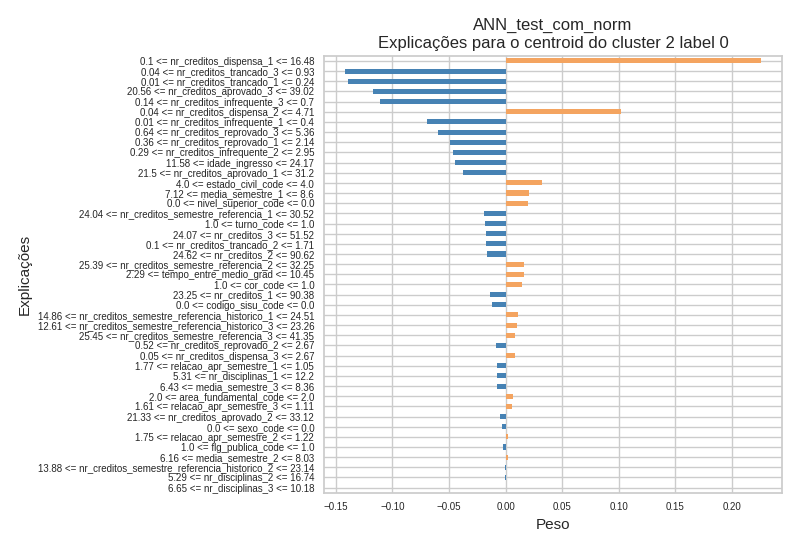 ANN_test_com_norm
Explicações para o centroid do cluster 2 label 0
0.1 <= nr_creditos_dispensa_1 <= 16.48
0.04 <= nr_creditos_trancado_3 <= 0.93
0.01 <= nr_creditos_trancado_1 <= 0.24
20.56 <= nr_creditos_aprovado_3 <= 39.02
0.14 <= nr_creditos_infrequente_3 <= 0.7
0.04 <= nr_creditos_dispensa_2 <= 4.71
0.01 <= nr_creditos_infrequente_1 <= 0.4
0.64 <= nr_creditos_reprovado_3 <= 5.36
0.36 <= nr_creditos_reprovado_1 <= 2.14
0.29 <= nr_creditos_infrequente_2 <= 2.95
11.58 <= idade_ingresso <= 24.17
21.5 <= nr_creditos_aprovado_1 <= 31.2
4.0 <= estado_civil_code <= 4.0
7.12 <= media_semestre_1 <= 8.6
0.0 <= nivel_superior_code <= 0.0
24.04 <= nr_creditos_semestre_referencia_1 <= 30.52
1.0 <= turno_code <= 1.0
24.07 <= nr_creditos_3 <= 51.52
0.1 <= nr_creditos_trancado_2 <= 1.71
24.62 <= nr_creditos_2 <= 90.62
25.39 <= nr_creditos_semestre_referencia_2 <= 32.25
2.29 <= tempo_entre_medio_grad <= 10.45
1.0 <= cor_code <= 1.0
23.25 <= nr_creditos_1 <= 90.38
0.0 <= codigo_sisu_code <= 0.0
14.86 <= nr_creditos_semestre_referencia_historico_1 <= 24.51
12.61 <= nr_creditos_semestre_referencia_historico_3 <= 23.26
25.45 <= nr_creditos_semestre_referencia_3 <= 41.35
0.52 <= nr_creditos_reprovado_2 <= 2.67
0.05 <= nr_creditos_dispensa_3 <= 2.67
1.77 <= relacao_apr_semestre_1 <= 1.05
5.31 <= nr_disciplinas_1 <= 12.2
6.43 <= media_semestre_3 <= 8.36
2.0 <= area_fundamental_code <= 2.0
1.61 <= relacao_apr_semestre_3 <= 1.11
21.33 <= nr_creditos_aprovado_2 <= 33.12
0.0 <= sexo_code <= 0.0
1.75 <= relacao_apr_semestre_2 <= 1.22
1.0 <= flg_publica_code <= 1.0
6.16 <= media_semestre_2 <= 8.03
13.88 <= nr_creditos_semestre_referencia_historico_2 <= 23.14
5.29 <= nr_disciplinas_2 <= 16.74
6.65 <= nr_disciplinas_3 <= 10.18
Explicações
−0.15 −0.10 −0.05 0.00 0.05 0.10 0.15 0.20
Peso